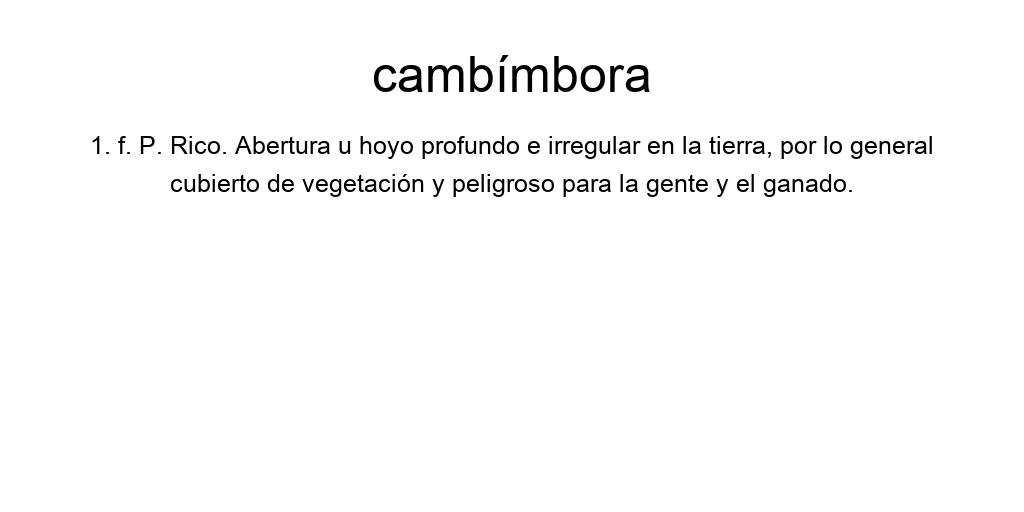 cambímbora
1. f. P. Rico. Abertura u hoyo profundo e irregular en la tierra, por lo general
cubierto de vegetación y peligroso para la gente y el ganado.